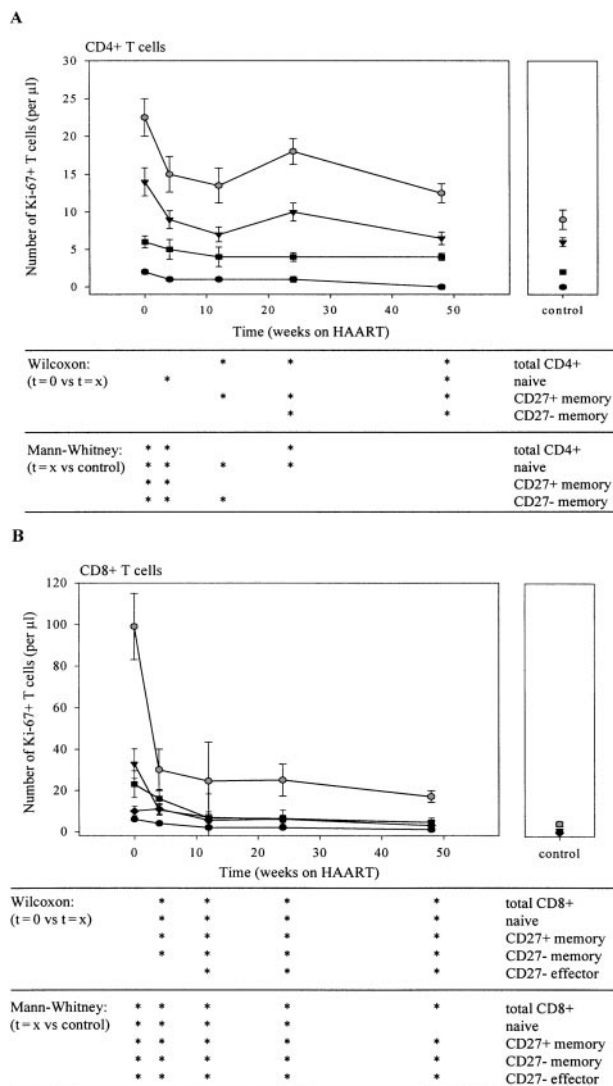 A
CD4+ T cells
Number of Ki-67+ T cells (per µl)
30
25
20
15
10
5
0
0 10 20 30 40 50
Time (weeks on HAART)
control
Wilcoxon: * * * total CD4+
(t=0 vs t=x) * * naive
* * * CD27+ memory
* * CD27- memory
Mann-Whitney: * * * total CD4+
(t=x vs control) * * * * naive
* * CD27+ memory
* * * CD27- memory
B
CD8+ T cells
Number of Ki-67+ T cells (per µl)
120
100
80
60
40
20
0
0 10 20 30 40 50
Time (weeks on HAART)
control
Wilcoxon: * * * * total CD8+
(t=0 vs t=x) * * * * naive
* * * * CD27+ memory
* * * * CD27- memory
* * CD27- effector
Mann-Whitney: * * * * * total CD8+
(t=x vs control) * * * * naive
* * * * * CD27+ memory
* * * * * CD27- memory
* * * * * CD27- effector